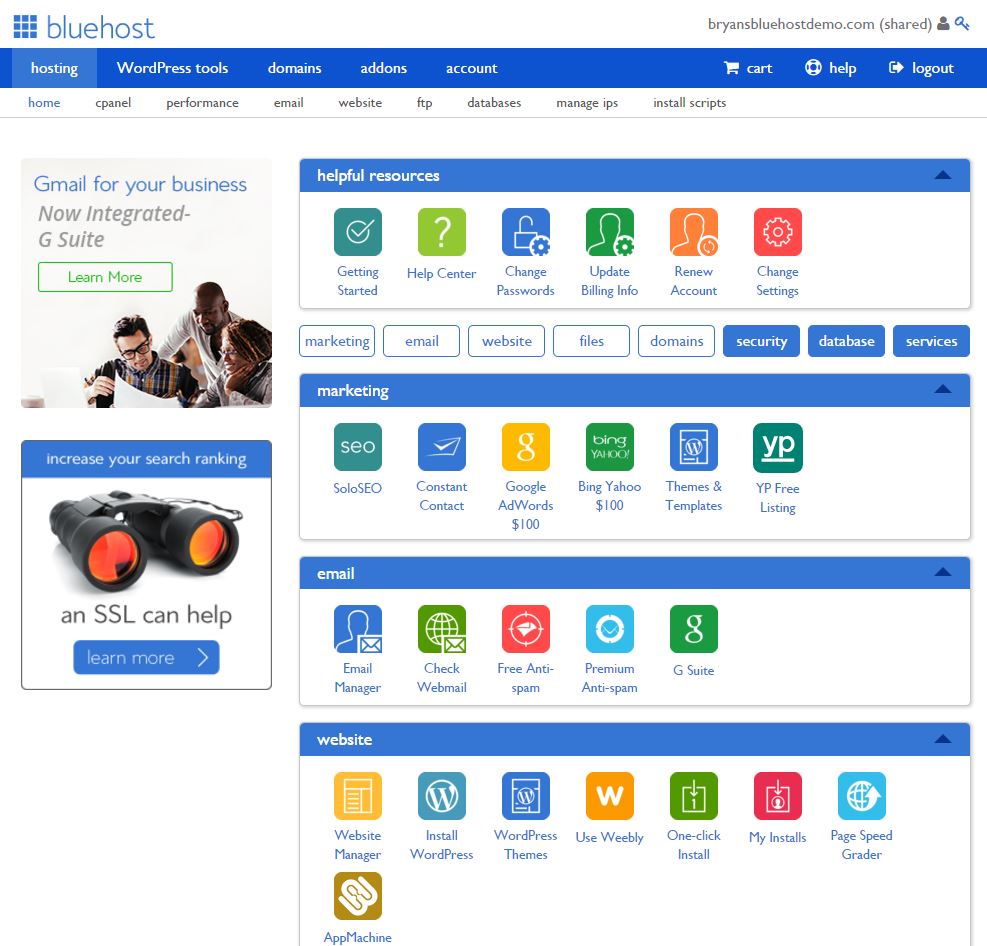 bluehost
bryansbluehostdemo.com (shared)
hosting WordPress tools domains addons account cart help logout
home cpanel performance email website ftp databases manage ips install scripts
Gmail for your business
Now Integrated-
G Suite
Learn More
increase your search ranking
an SSL can help
learn more
helpful resources
Getting
Started
Help Center
Change
Passwords
?
Update
Billing Info
Renew
Account
Change
Settings
marketing email website files domains security database services
marketing
seo
SoloSEO
Constant
Contact
g
Google
AdWords
$100
bing
YAHOO!
Bing Yahoo
$100
W
Themes &
Templates
yp
YP Free
Listing
email
Email
Manager
Check
Webmail
Free Anti-
spam
Premium
Anti-spam
g
G Suite
website
Website
Manager
W
Install
WordPress
W
WordPress
Themes
W
Use Weebly
One-click
Install
My Installs
Page Speed
Grader
AppMachine